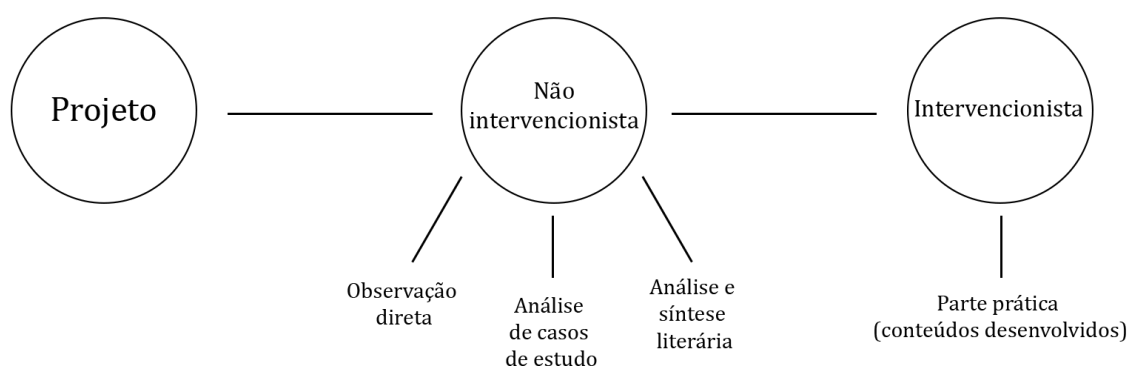 Projeto
Não
intervencionista
Intervencionista
Observação
direta
Análise
de casos
de estudo
Análise e
síntese
literária
Parte prática
(conteúdos desenvolvidos)